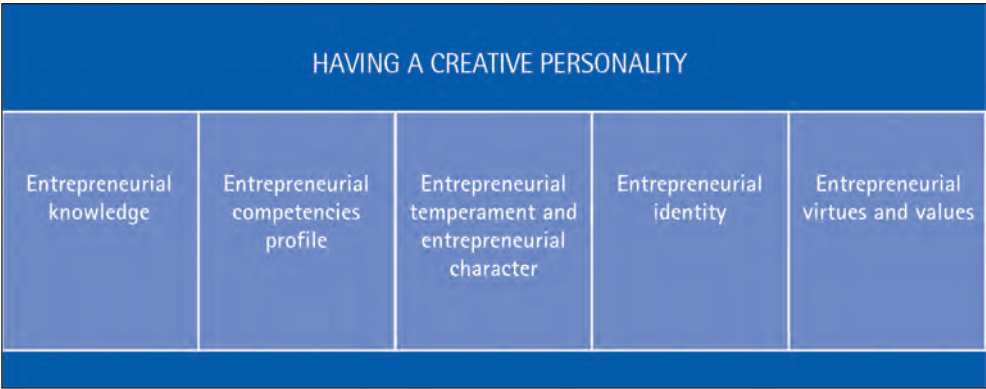 HAVING A CREATIVE PERSONALITY
Entrepreneurial
knowledge
Entrepreneurial
competencies
profile
Entrepreneurial
temperament and
entrepreneurial
character
Entrepreneurial
identity
Entrepreneurial
virtues and values